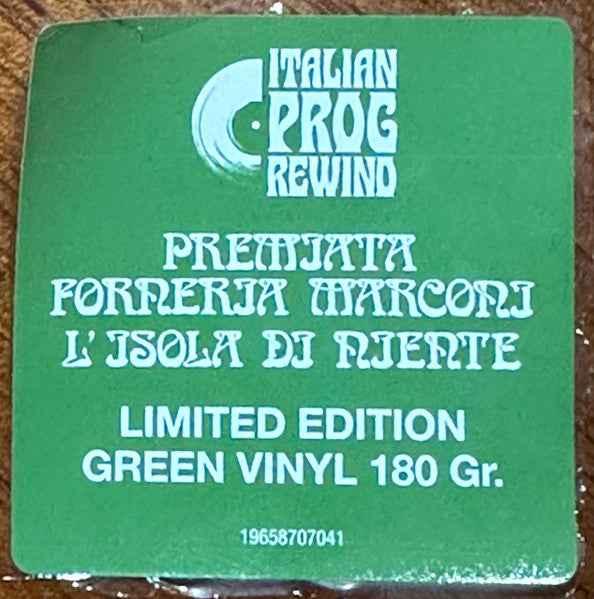 ITALIAN
PROG
REWIND
PREMIATA
FORNERIA MARCONI
L'ISOLA DI NIENTE
LIMITED EDITION
GREEN VINYL 180 Gr.
19658707041